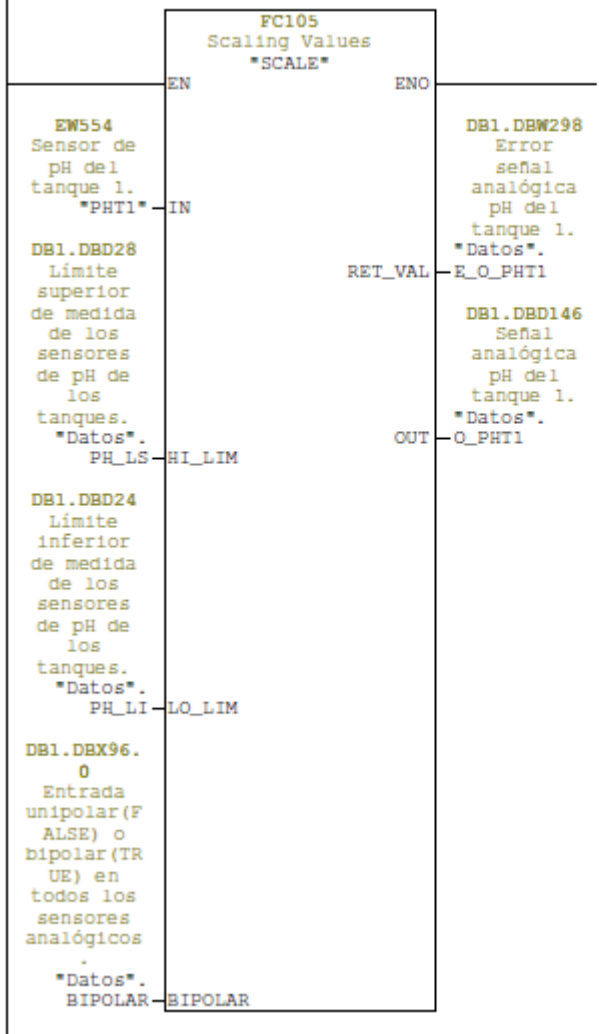 FC105
Scaling Values
"SCALE"
EN
ENO
EW554
Sensor de
pH del
tanque 1.
"PHT1"
IN
DB1.DBD28
Límite
superior
de medida
de los
sensores
de pH de
los
tanques.
"Datos".
PH_LS
HI_LIM
DB1.DBD24
Límite
inferior
de medida
de los
sensores
de pH de
los
tanques.
"Datos".
PH_LI
LO_LIM
DB1.DBX96.
0
Entrada
unipolar(F
ALSE) o
bipolar(TR
UE) en
todos los
sensores
analógicos
.
"Datos".
BIPOLAR
BIPOLAR
DB1.DBW298
Error
señal
analógica
pH del
tanque 1.
"Datos".
RET_VAL
E_O_PHT1
DB1.DBD146
Señal
analógica
pH del
tanque 1.
"Datos".
OUT
O_PHT1